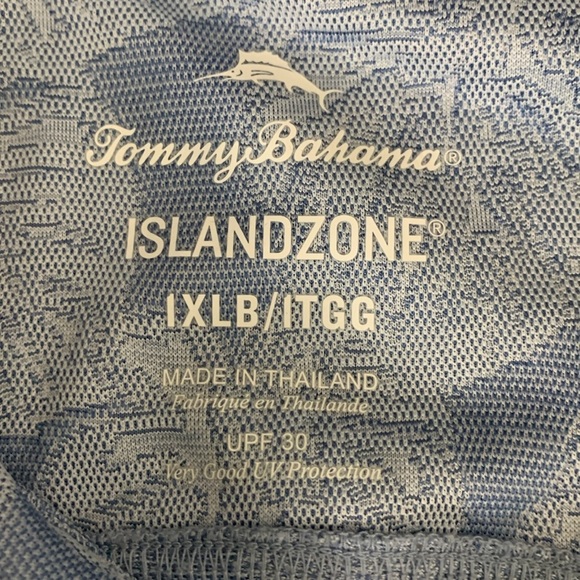 Tommy Bahama®
ISLANDZONE®
1XLB/1TGG
MADE IN THAILAND
Fabriqué en Thaïlande
UPF 30
Very Good UV Protection